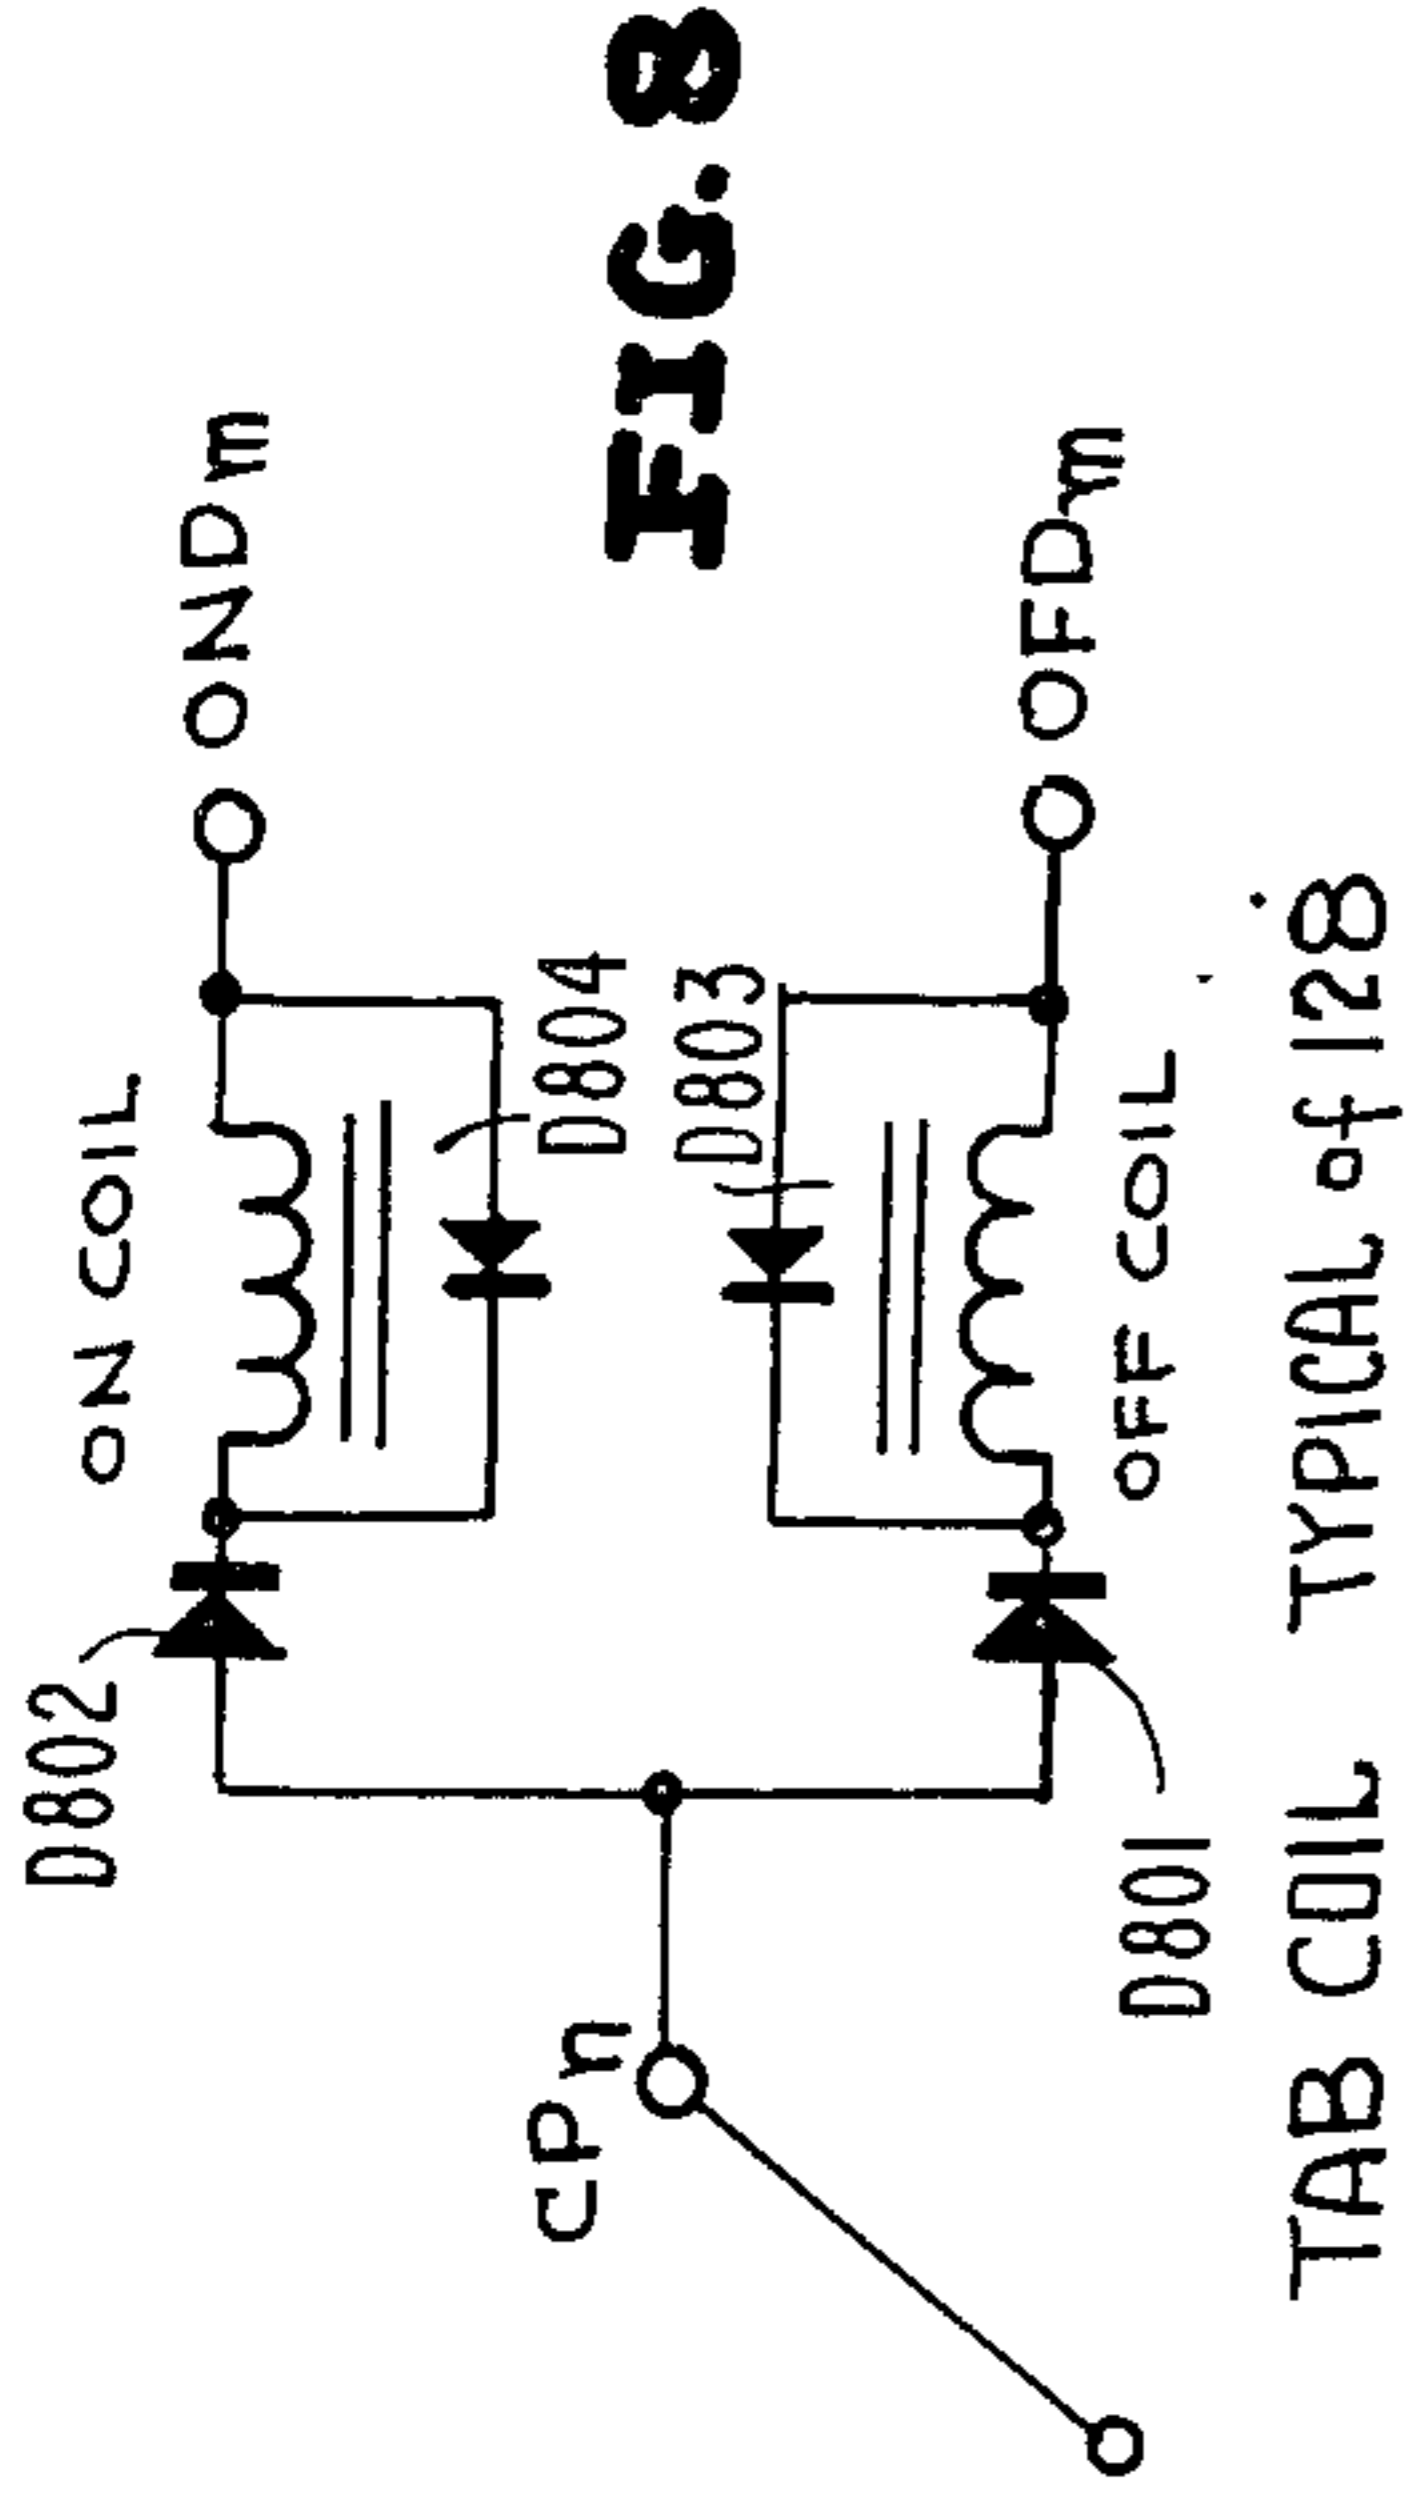 D802
ON COIL
ONDm
D804
FIG. 8
CPn
D803
OFDm
OFF COIL
D801
TAB COIL TYPICAL of 128